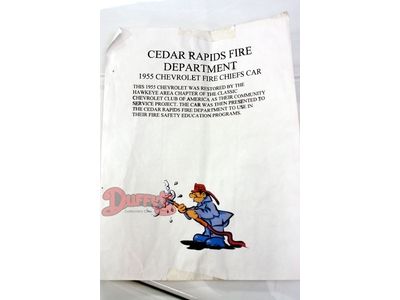 CEDAR RAPIDS FIRE
DEPARTMENT
1955 CHEVROLET FIRE CHIEFS CAR
THIS 1955 CHEVROLET WAS RESTORED BY THE
HAWKEYE AREA CHAPTER OF THE CLASSIC
CHEVROLET CLUB OF AMERICA AS THEIR COMMUNITY
SERVICE PROJECT. THE CAR WAS THEN PRESENTED TO
THE CEDAR RAPIDS FIRE DEPARTMENT TO USE IN
THEIR FIRE SAFETY EDUCATION PROGRAMS.
Duffy's